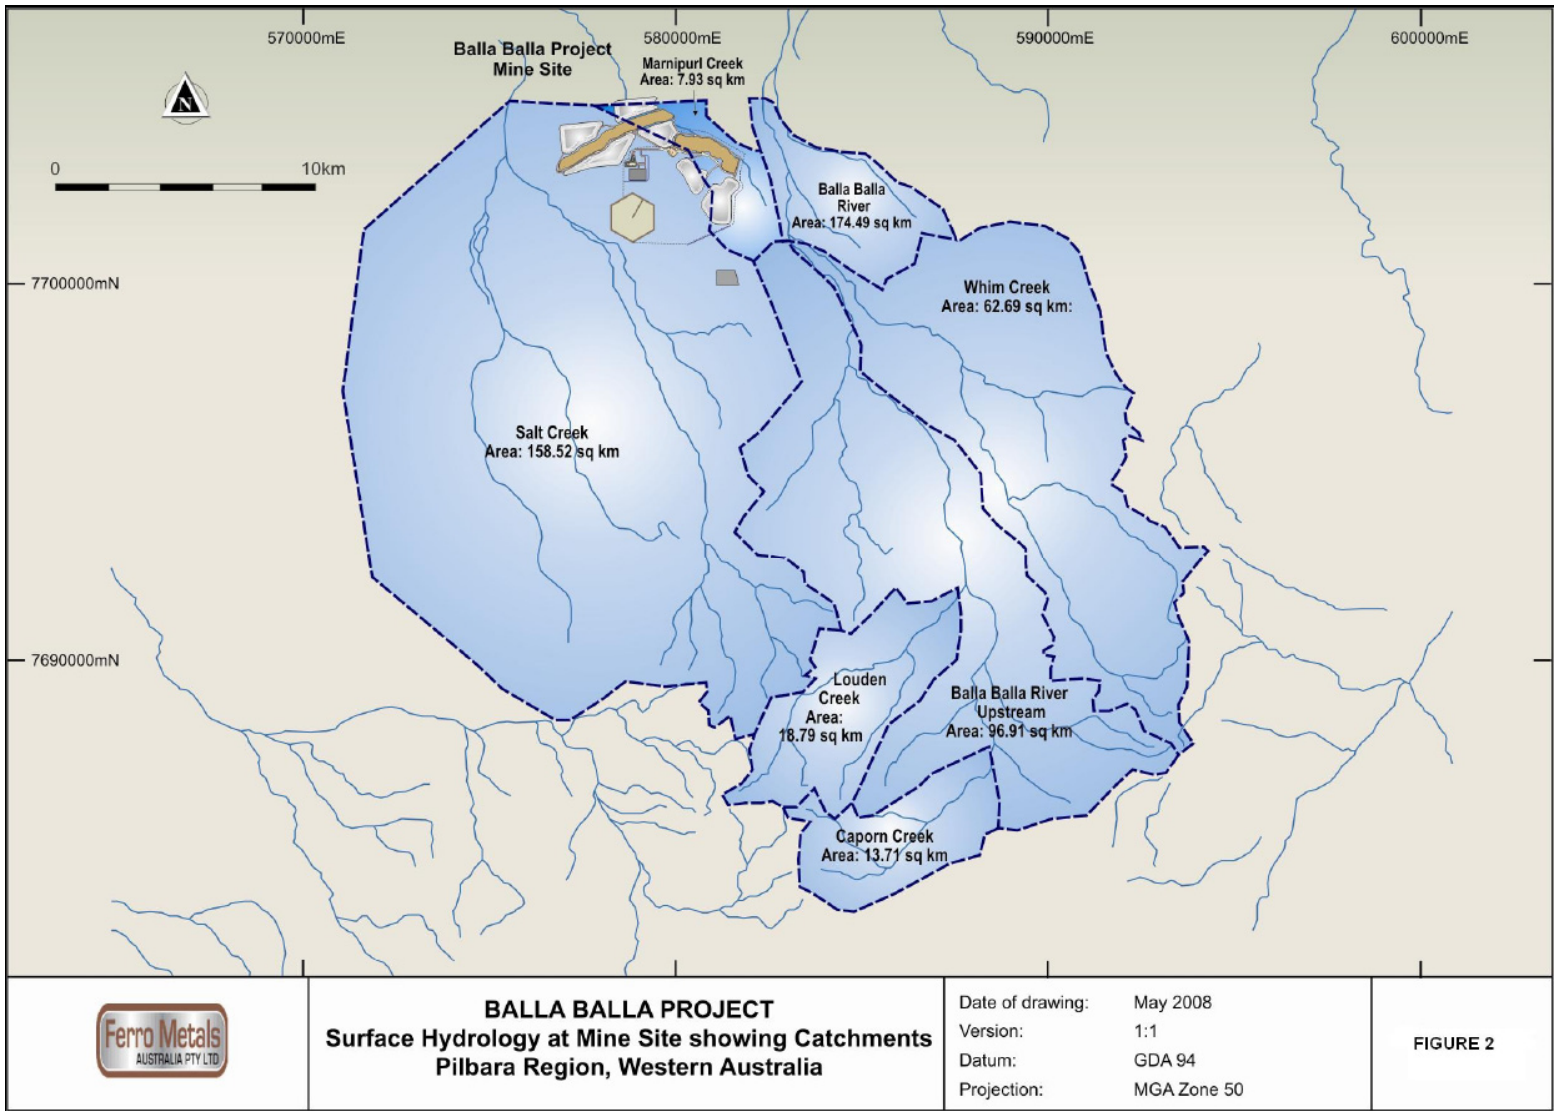 570000mE
580000mE
590000mE
600000mE
Balla Balla Project
Mine Site
Marnipurl Creek
Area: 7.93 sq km
N
0
10km
Balla Balla
River
Area: 174.49 sq km
7700000mN
Whim Creek
Area: 62.69 sq km:
Salt Creek
Area: 158.52 sq km
7690000mN
Louden
Creek
Area:
18.79 sq km
Balla Balla River
Upstream
Area: 96.91 sq km
Caporn Creek
Area: 13.71 sq km
Ferro Metals
AUSTRALIA PTY LTD
BALLA BALLA PROJECT
Surface Hydrology at Mine Site showing Catchments
Pilbara Region, Western Australia
Date of drawing: May 2008
Version: 1:1
Datum: GDA 94
Projection: MGA Zone 50
FIGURE 2